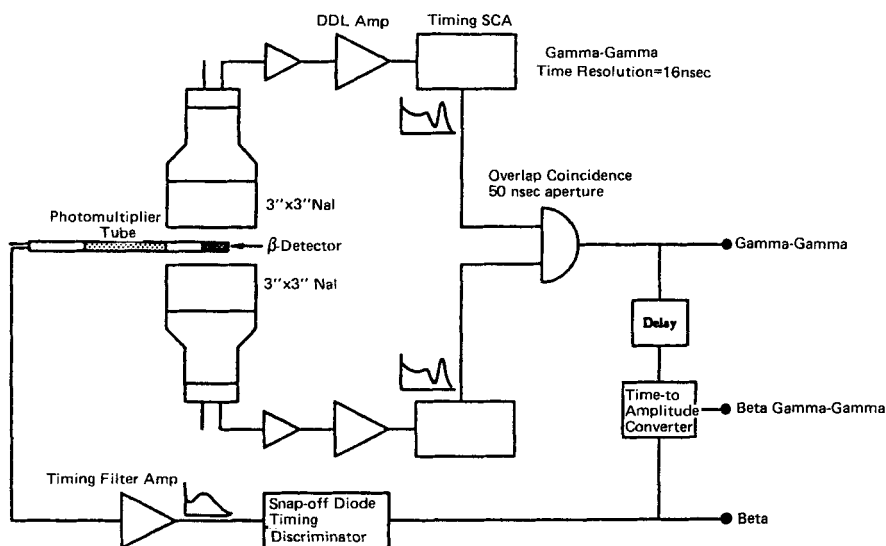 DDL Amp
Timing SCA
Gamma-Gamma
Time Resolution=16nsec
Overlap Coincidence
50 nsec aperture
3"x3" NaI
Photomultiplier
Tube
β-Detector
3"x3" NaI
Gamma-Gamma
Delay
Time-to
Amplitude
Converter
Beta Gamma-Gamma
Timing Filter Amp
Snap-off Diode
Timing
Discriminator
Beta